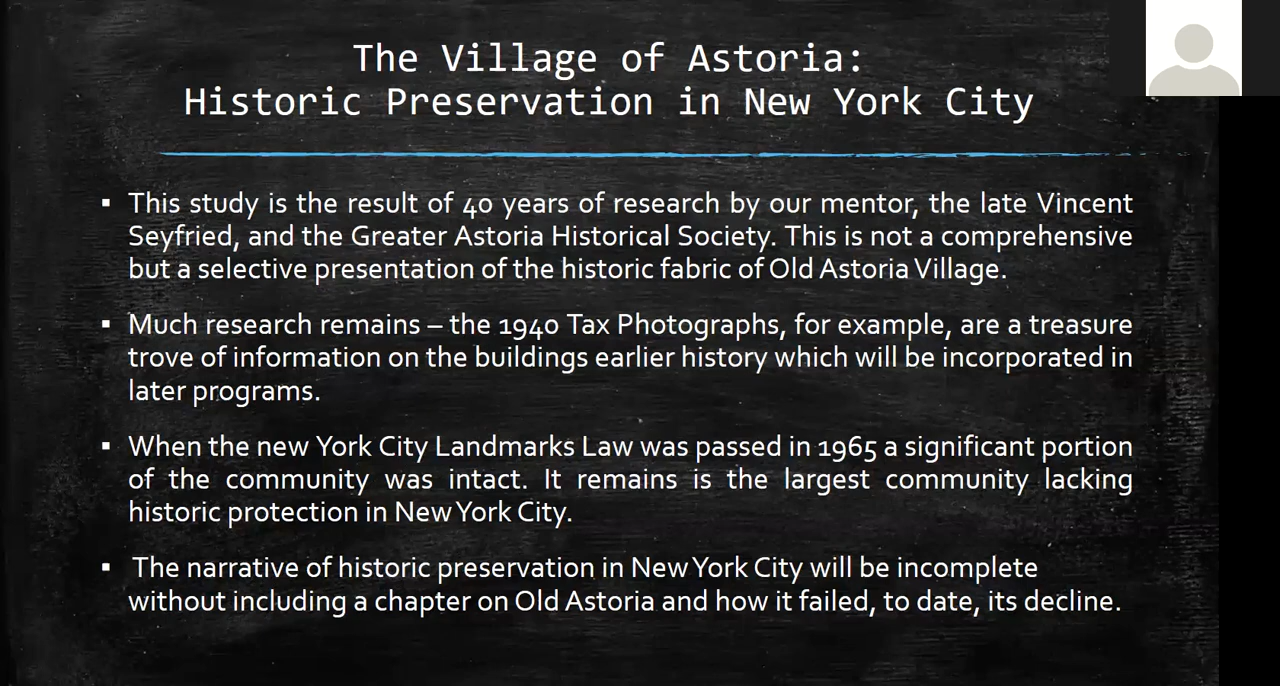 The Village of Astoria:
Historic Preservation in New York City
▪ This study is the result of 40 years of research by our mentor, the late Vincent
Seyfried, and the Greater Astoria Historical Society. This is not a comprehensive
but a selective presentation of the historic fabric of Old Astoria Village.
▪ Much research remains – the 1940 Tax Photographs, for example, are a treasure
trove of information on the buildings earlier history which will be incorporated in
later programs.
▪ When the new York City Landmarks Law was passed in 1965 a significant portion
of the community was intact. It remains is the largest community lacking
historic protection in New York City.
▪ The narrative of historic preservation in New York City will be incomplete
without including a chapter on Old Astoria and how it failed, to date, its decline.